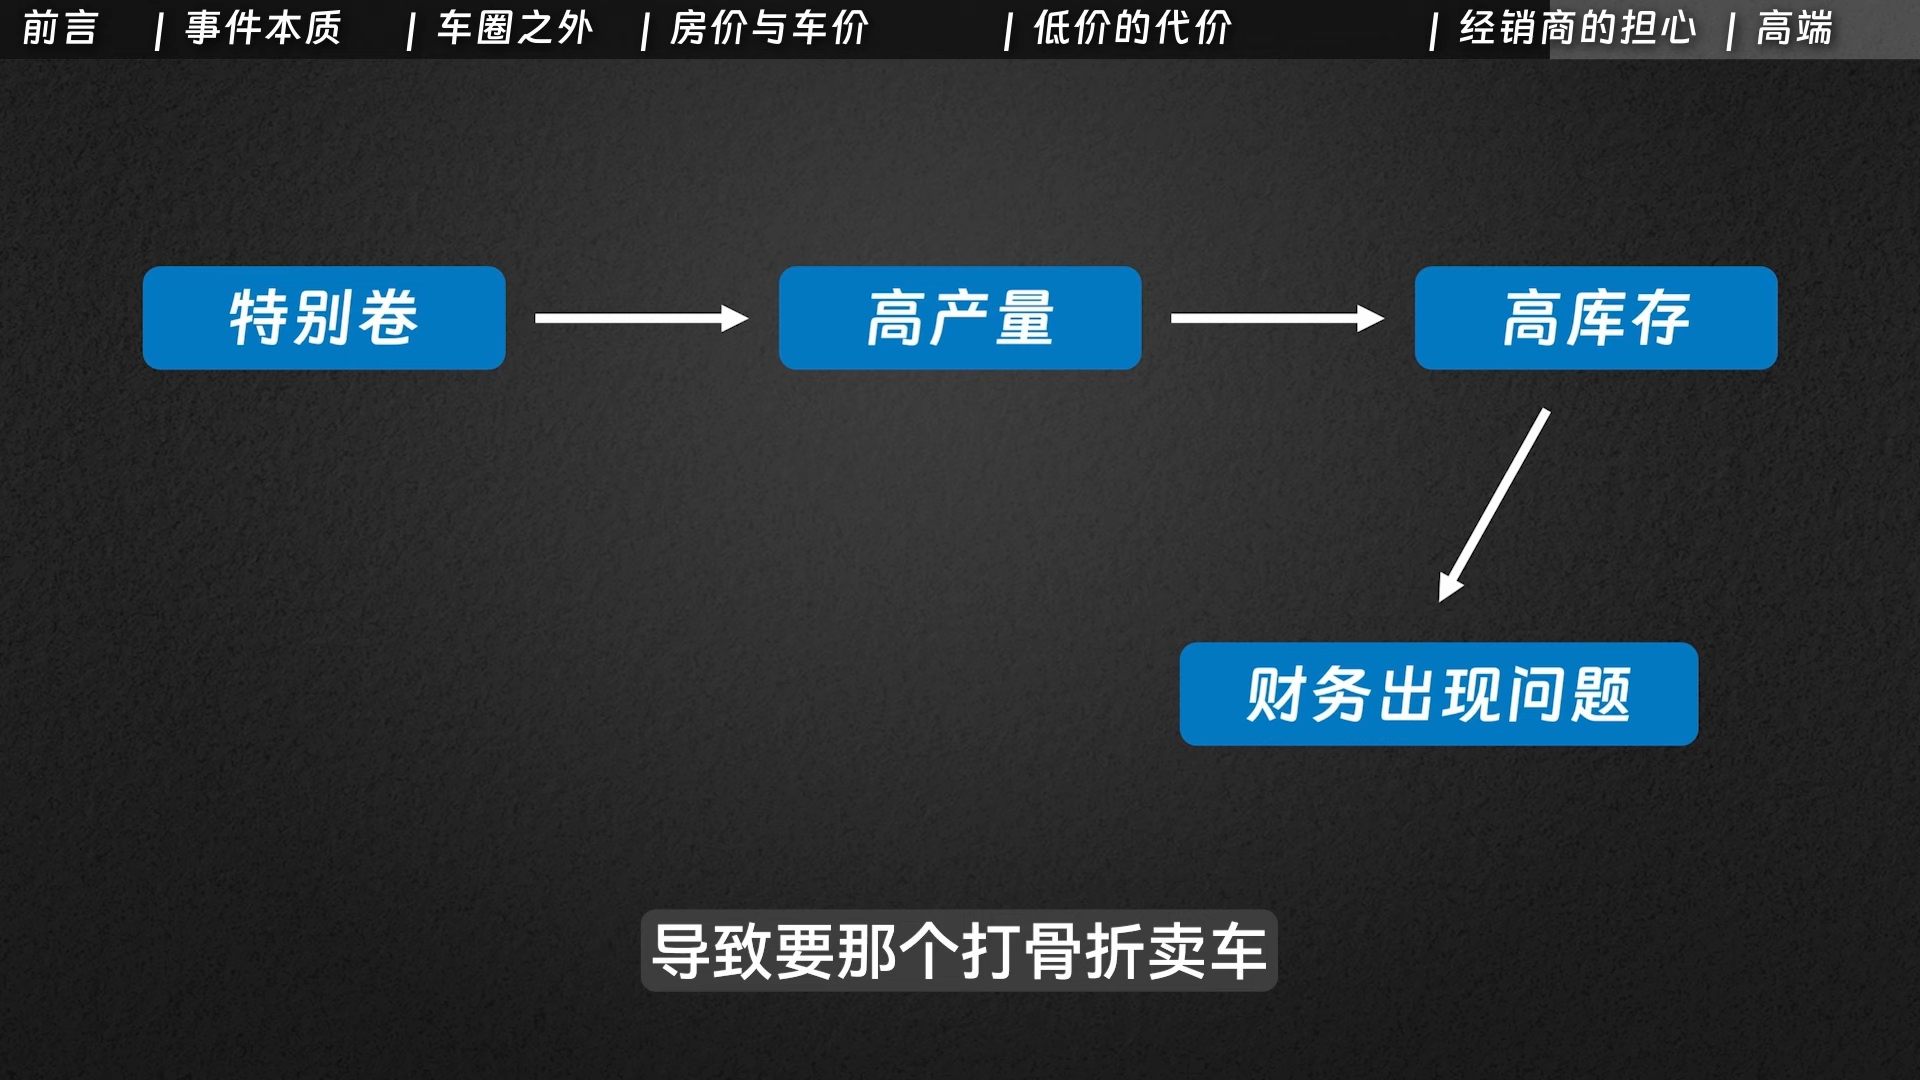 前言 | 事件本质 | 车圈之外 | 房价与车价 | 低价的代价 | 经销商的担心 | 高端
特别卷 高产量 高库存
财务出现问题
导致要那个打骨折卖车